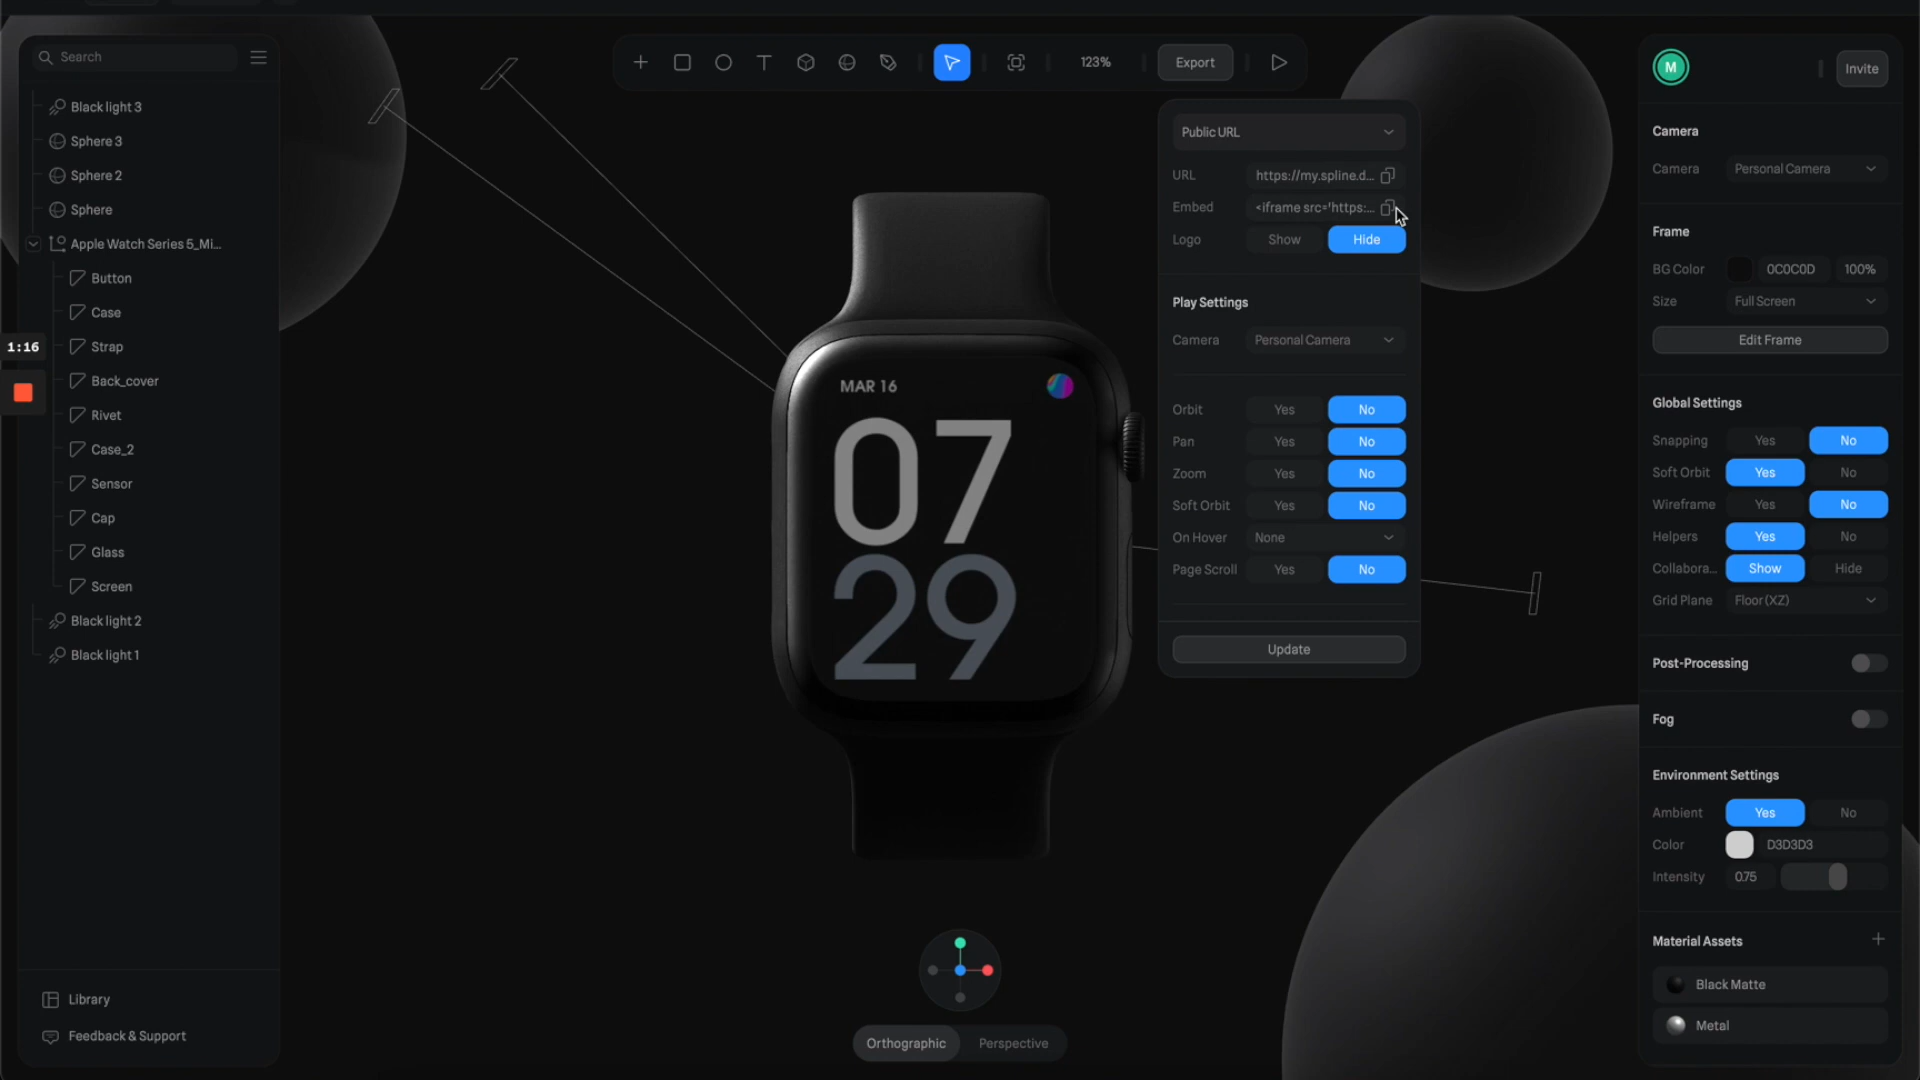 Search
Black light 3
Sphere 3
Sphere 2
Sphere
Apple Watch Series 5_Mi...
Button
Case
Strap
Back_cover
Rivet
Case_2
Sensor
Cap
Glass
Screen
Black light 2
Black light 1
Library
Feedback & Support
1:16
123%
Export
Public URL
URL https://my.spline.d...
Embed <iframe src='https:...
Logo Show Hide
Play Settings
Camera Personal Camera
Orbit Yes No
Pan Yes No
Zoom Yes No
Soft Orbit Yes No
On Hover None
Page Scroll Yes No
Update
MAR 16
07
29
Orthographic Perspective
M Invite
Camera
Camera Personal Camera
Frame
BG Color 0C0C0D 100%
Size Full Screen
Edit Frame
Global Settings
Snapping Yes No
Soft Orbit Yes No
Wireframe Yes No
Helpers Yes No
Collabora... Show Hide
Grid Plane Floor (XZ)
Post-Processing
Fog
Environment Settings
Ambient Yes No
Color D3D3D3
Intensity 0.75
Material Assets
Black Matte
Metal